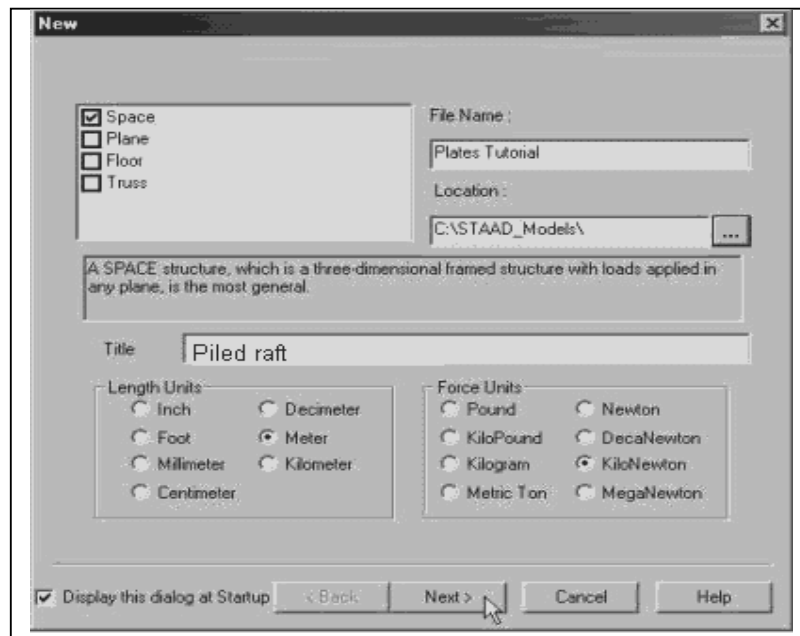 New
Space
Plane
Floor
Truss
File Name :
Plates Tutorial
Location :
C:\STAAD_Models\
...
A SPACE structure, which is a three-dimensional framed structure with loads applied in
any plane, is the most general.
Title
Piled raft
Length Units
Inch
Decimeter
Foot
Meter
Millimeter
Kilometer
Centimeter
Force Units
Pound
Newton
KiloPound
DecaNewton
Kilogram
KiloNewton
Metric Ton
MegaNewton
Display this dialog at Startup
< Back
Next >
Cancel
Help